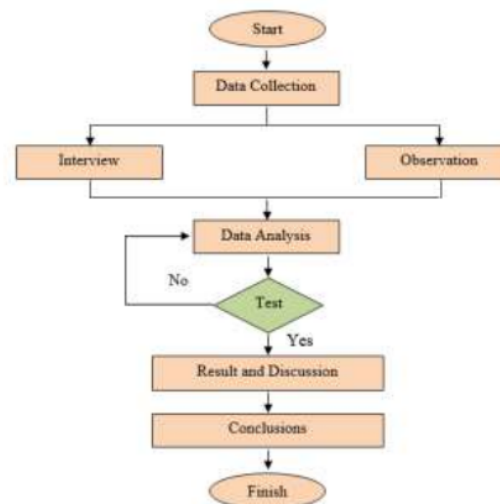 Start
Data Collection
Interview
Observation
Data Analysis
No
Test
Yes
Result and Discussion
Conclusions
Finish